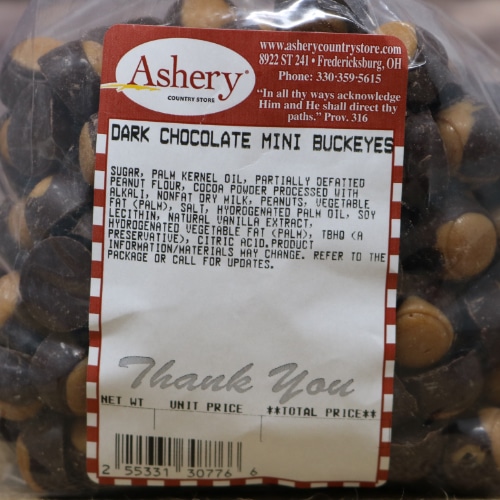 Ashery
COUNTRY STORE
www.asherycountrystore.com
8922 ST 241 • Fredericksburg, OH
Phone: 330·359·5615
“In all thy ways acknowledge
Him and He shall direct thy
paths.” Prov. 316
DARK CHOCOLATE MINI BUCKEYES
SUGAR, PALM KERNEL OIL, PARTIALLY DEFATTED
PEANUT FLOUR, COCOA POWDER PROCESSED WITH
ALKALI, NONFAT DRY MILK, PEANUTS, VEGETABLE
FAT (PALM), SALT, HYDROGENATED PALM OIL, SOY
LECITHIN, NATURAL VANILLA EXTRACT,
HYDROGENATED VEGETABLE FAT (PALM), TBHQ (A
PRESERVATIVE), CITRIC ACID,PRODUCT
INFORMATION/MATERIALS MAY CHANGE. REFER TO THE
PACKAGE OR CALL FOR UPDATES.
Thank You
NET WT UNIT PRICE **TOTAL PRICE**
2 55331 30776 6